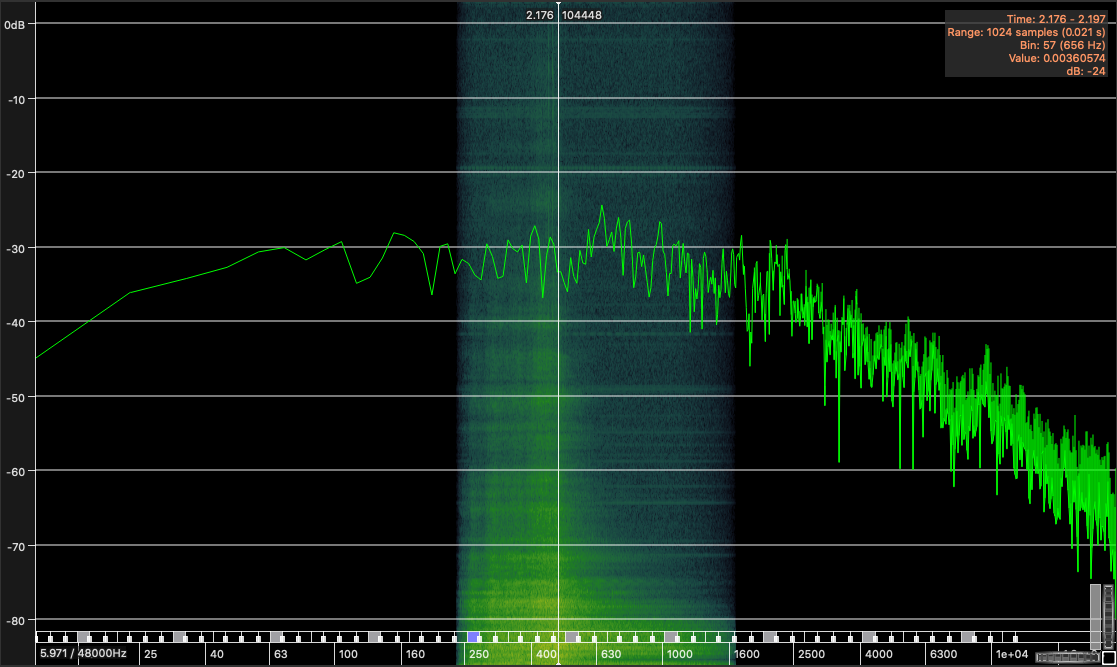 2.176 104448
Time: 2.176 - 2.197
Range: 1024 samples (0.021 s)
Bin: 57 (656 Hz)
Value: 0.00360574
dB: -24
0dB
-10
-20
-30
-40
-50
-60
-70
-80
5.971 / 48000Hz 25 40 63 100 160 250 400 630 1000 1600 2500 4000 6300 1e+04